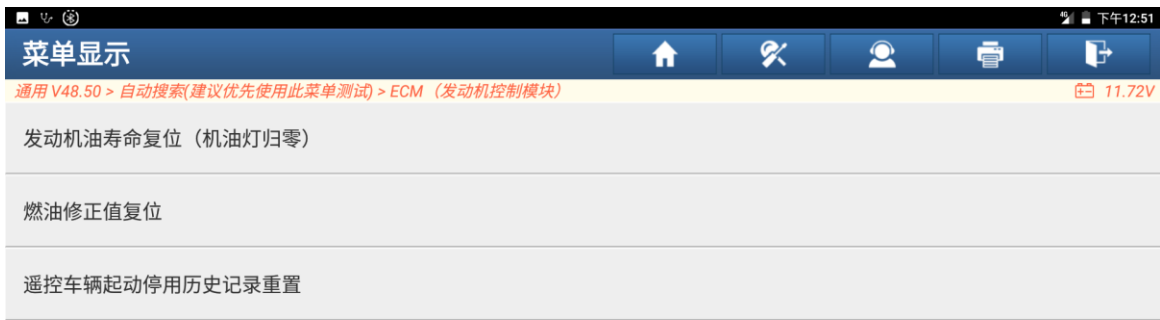 4G 下午12:51
菜单显示
通用 V48.50 > 自动搜索(建议优先使用此菜单测试) > ECM（发动机控制模块） 11.72V
发动机油寿命复位（机油灯归零）
燃油修正值复位
遥控车辆起动停用历史记录重置